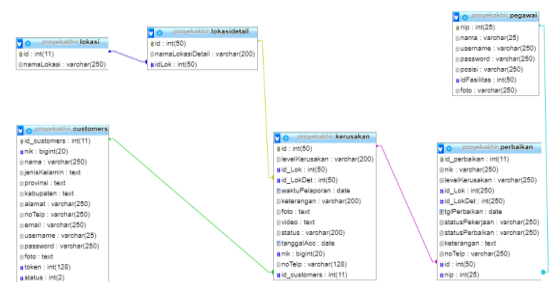 proyekakhir.lokasi
id : int(11)
namaLokasi : varchar(250)
proyekakhir.lokasidetail
id : int(50)
namaLokasiDetail : varchar(200)
idLok : int(50)
proyekakhir.pegawai
nip : int(25)
nama : varchar(25)
username : varchar(250)
password : varchar(250)
posisi : varchar(250)
idFasilitas : int(50)
foto : varchar(250)
proyekakhir.customers
id_customers : int(11)
nik : bigint(20)
nama : varchar(250)
jenisKelamin : text
provinsi : text
kabupaten : text
alamat : varchar(250)
noTelp : varchar(250)
email : varchar(250)
username : varchar(25)
password : varchar(250)
foto : text
token : int(128)
status : int(2)
proyekakhir.kerusakan
id : int(50)
levelKerusakan : varchar(200)
id_Lok : int(50)
id_LokDet : int(50)
waktuPelaporan : date
keterangan : varchar(200)
foto : text
video : text
status : varchar(200)
tanggalAcc : date
nik : bigint(20)
noTelp : varchar(250)
id_customers : int(11)
proyekakhir.perbaikan
id_perbaikan : int(11)
nik : varchar(250)
levelKerusakan : varchar(250)
id_Lok : int(250)
id_LokDet : int(250)
tglPerbaikan : date
statusPekerjaan : varchar(250)
statusPerbaikan : varchar(250)
keterangan : text
noTelp : varchar(250)
id : int(50)
nip : int(25)